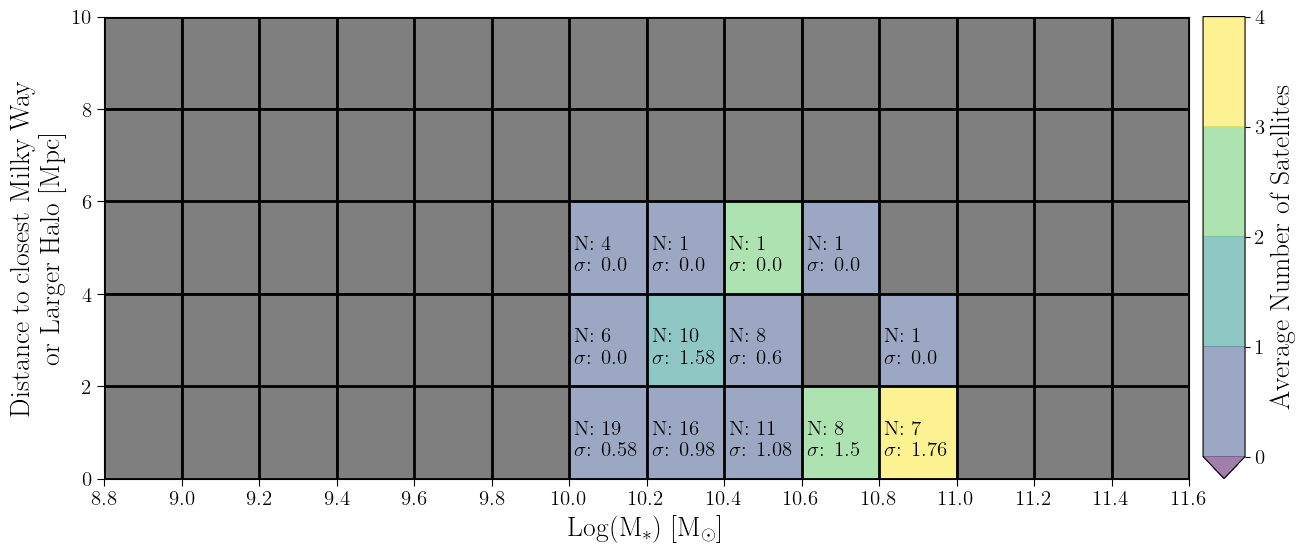 Distance to closest Milky Way
or Larger Halo [Mpc]
10
8
6
4
2
0
N: 4
σ: 0.0
N: 1
σ: 0.0
N: 1
σ: 0.0
N: 1
σ: 0.0
N: 6
σ: 0.0
N: 10
σ: 1.58
N: 8
σ: 0.6
N: 1
σ: 0.0
N: 19
σ: 0.58
N: 16
σ: 0.98
N: 11
σ: 1.08
N: 8
σ: 1.5
N: 7
σ: 1.76
8.8 9.0 9.2 9.4 9.6 9.8 10.0 10.2 10.4 10.6 10.8 11.0 11.2 11.4 11.6
Log(M∗) [M⊙]
4
3
2
1
0
Average Number of Satellites